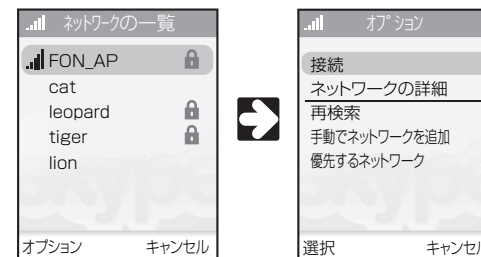 ネットワークの一覧
FON_AP
cat
leopard
tiger
lion
オプション キャンセル
オプション
接続
ネットワークの詳細
再検索
手動でネットワークを追加
優先するネットワーク
選択 キャンセル